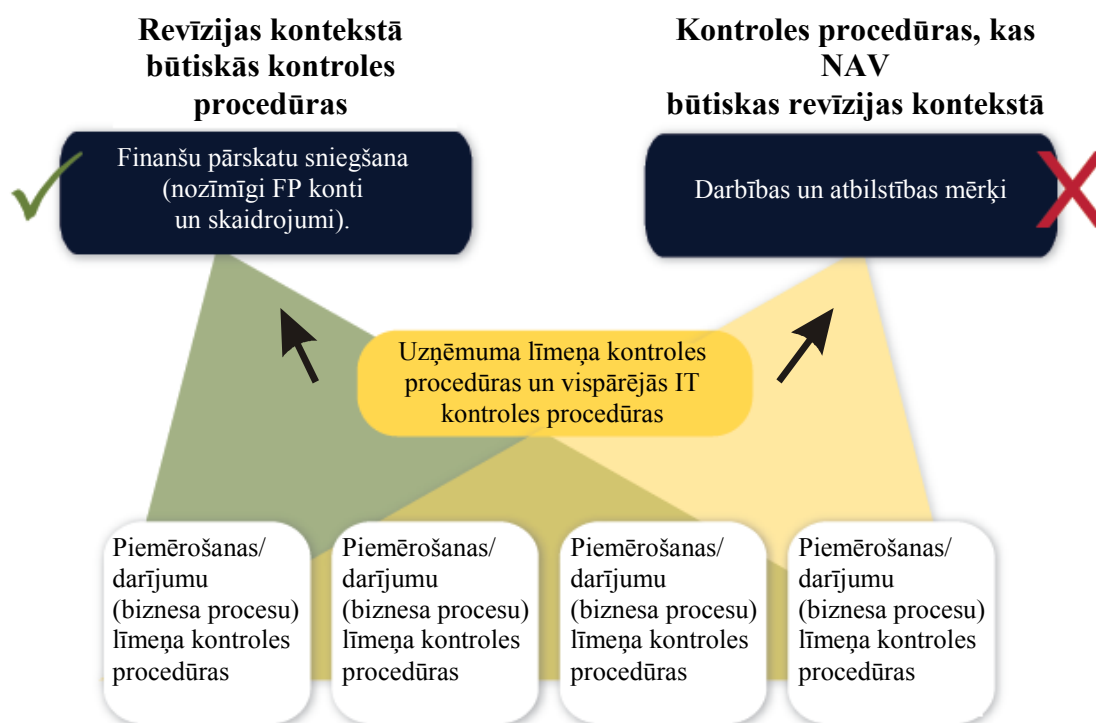 Revīzijas kontekstā
būtiskās kontroles
procedūras
Kontroles procedūras, kas
NAV
būtiskas revīzijas kontekstā
Finanšu pārskatu sniegšana
(nozīmīgi FP konti
un skaidrojumi).
Darbības un atbilstības mērķi
Uzņēmuma līmeņa kontroles
procedūras un vispārējās IT
kontroles procedūras
Piemērošanas/
darījumu
(biznesa procesu)
līmeņa kontroles
procedūras
Piemērošanas/
darījumu
(biznesa procesu)
līmeņa kontroles
procedūras
Piemērošanas/
darījumu
(biznesa procesu)
līmeņa kontroles
procedūras
Piemērošanas/
darījumu
(biznesa procesu)
līmeņa kontroles
procedūras